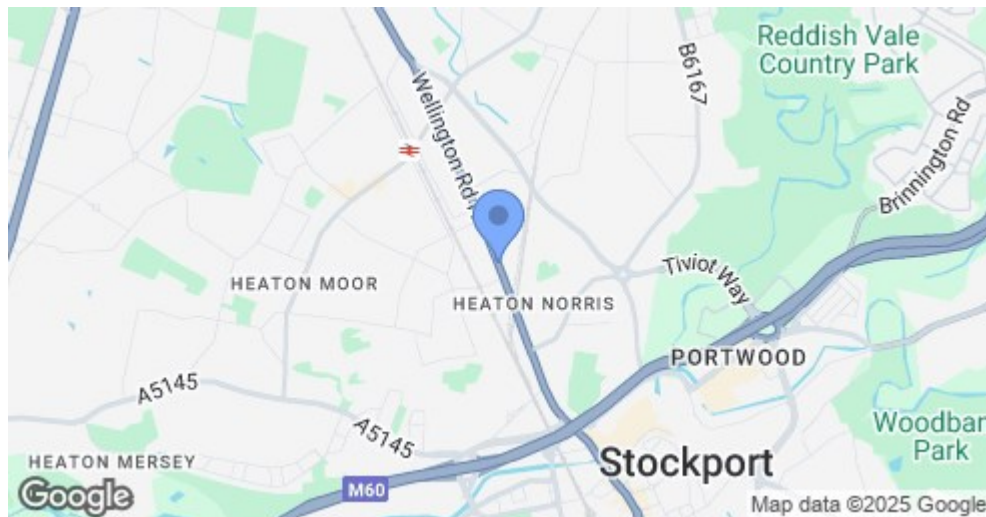 Reddish Vale
Country Park
B6167
Wellington Rd
Brinnington Rd
Tiviot Way
HEATON MOOR
HEATON NORRIS
PORTWOOD
A5145
A5145
Woodban
Park
HEATON MERSEY
Stockport
M60
Google
Map data ©2025 Google